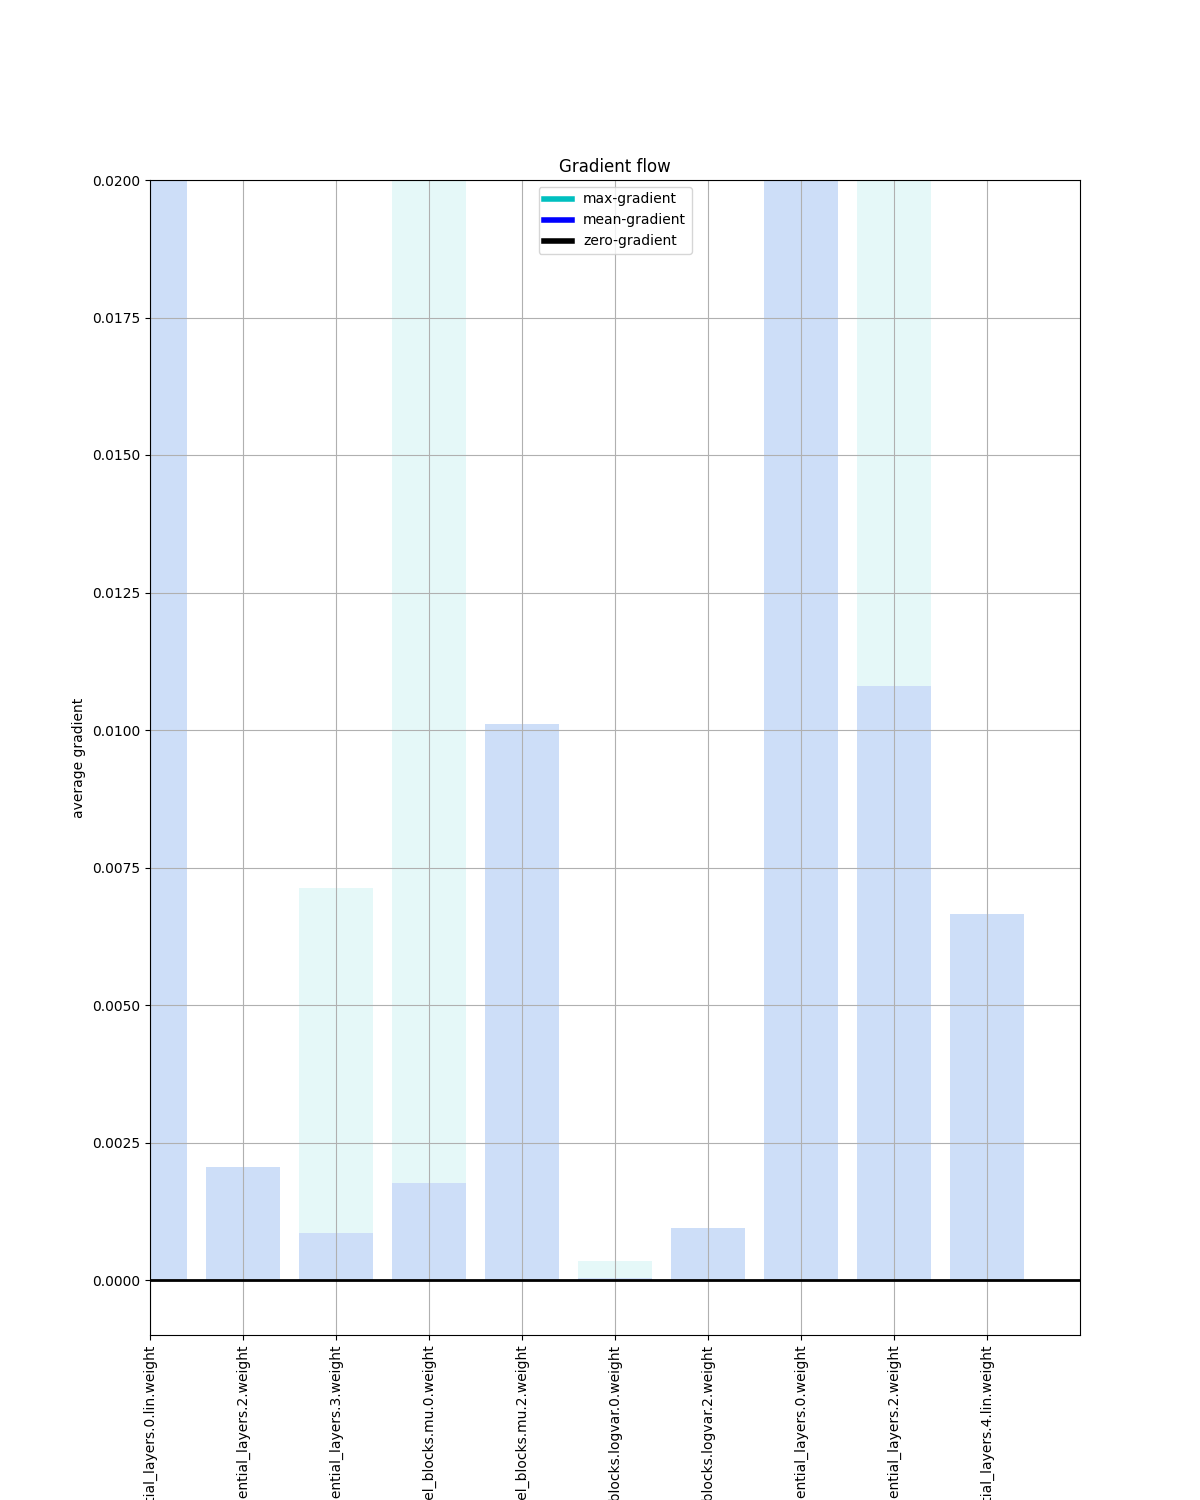 Gradient flow
max-gradient
mean-gradient
zero-gradient
0.0200
0.0175
0.0150
0.0125
0.0100
0.0075
0.0050
0.0025
0.0000
average gradient
tial_layers.0.lin.weight
ential_layers.2.weight
ential_layers.3.weight
el_blocks.mu.0.weight
el_blocks.mu.2.weight
blocks.logvar.0.weight
blocks.logvar.2.weight
ential_layers.0.weight
ential_layers.2.weight
tial_layers.4.lin.weight